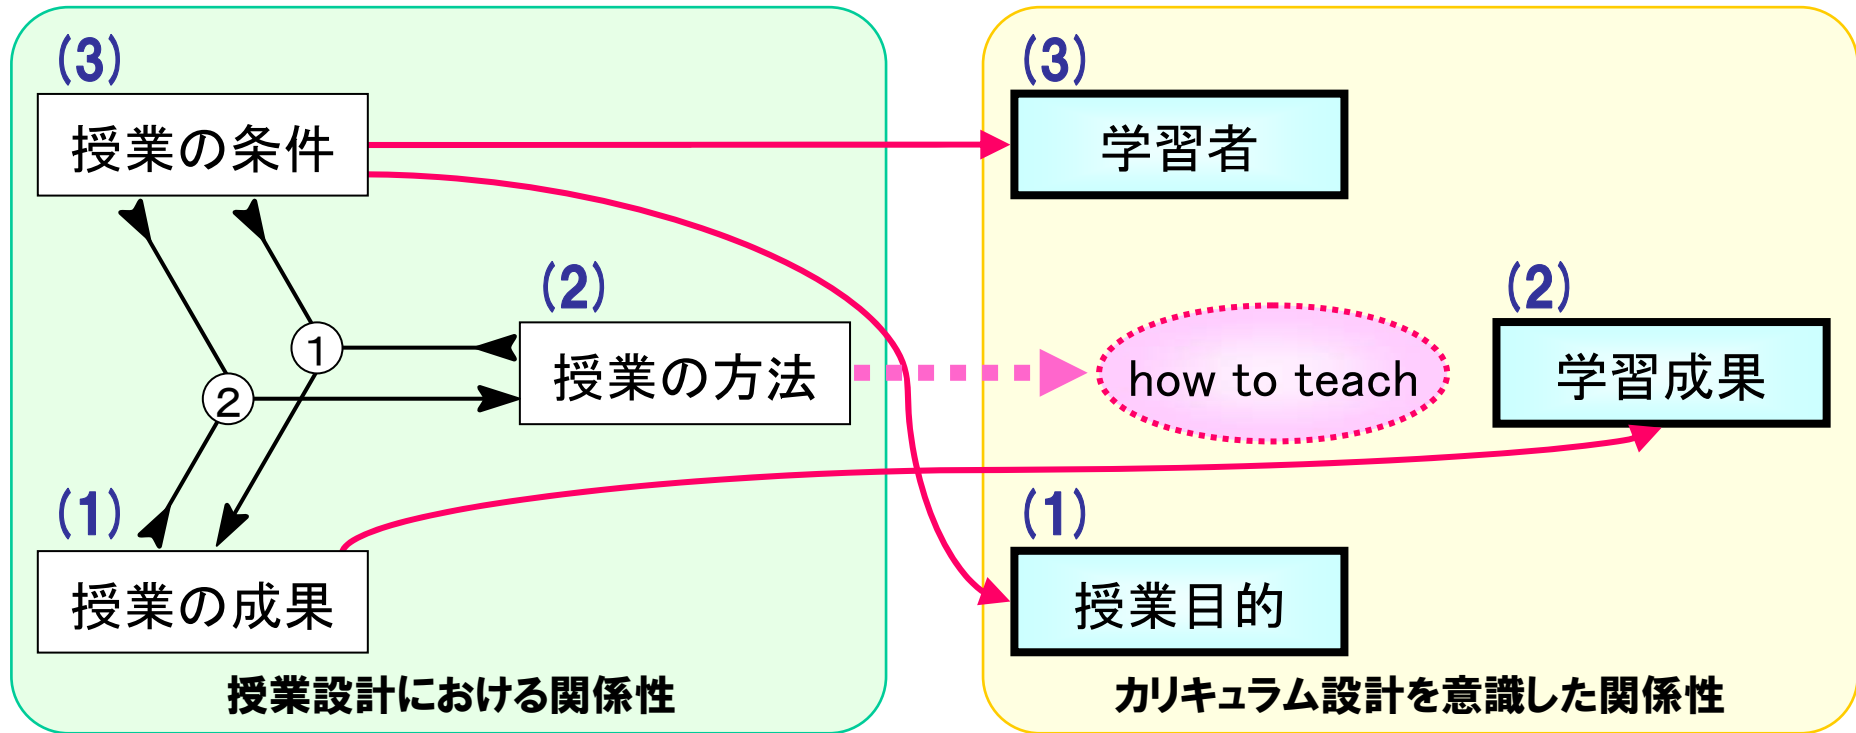 (3)
授業の条件
(2)
授業の方法
①
②
(1)
授業の成果
授業設計における関係性
(3)
学習者
how to teach
(2)
学習成果
(1)
授業目的
カリキュラム設計を意識した関係性